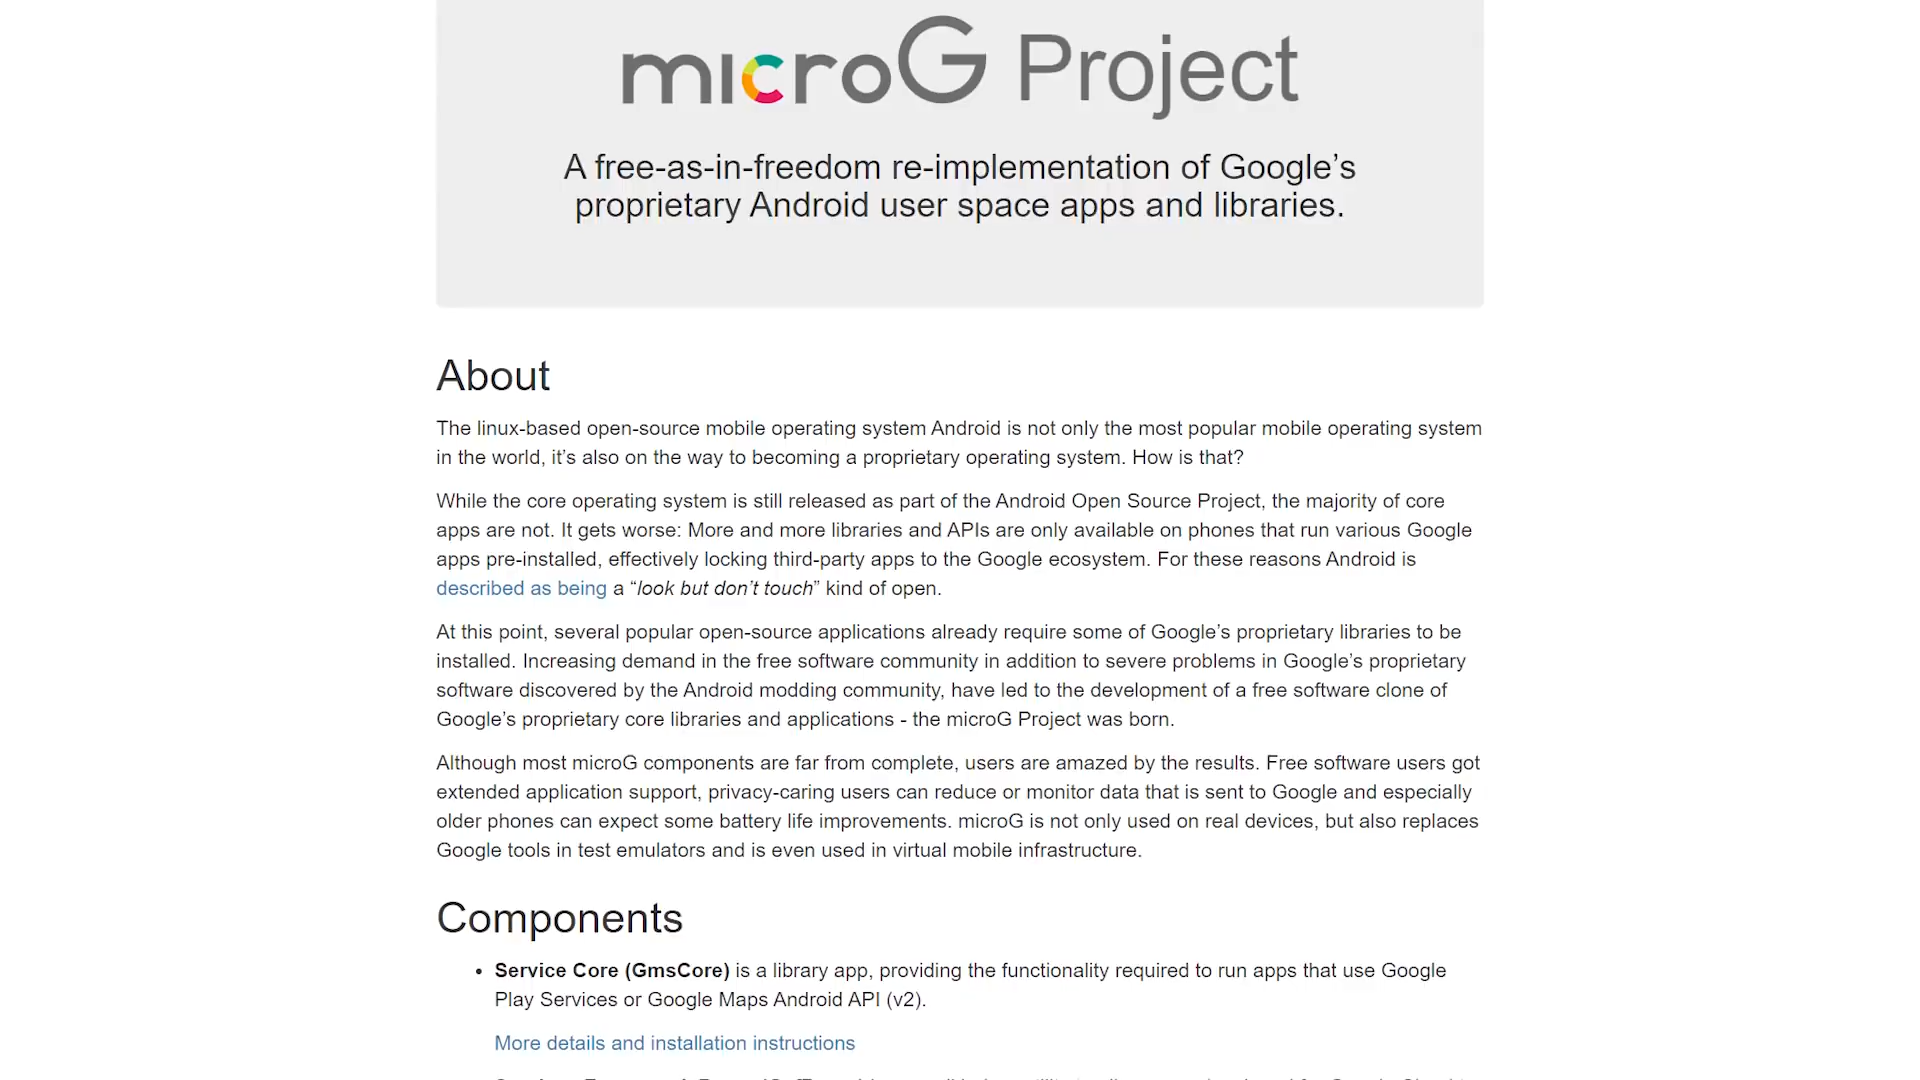 microG Project
A free-as-in-freedom re-implementation of Google’s
proprietary Android user space apps and libraries.
About
The linux-based open-source mobile operating system Android is not only the most popular mobile operating system
in the world, it’s also on the way to becoming a proprietary operating system. How is that?
While the core operating system is still released as part of the Android Open Source Project, the majority of core
apps are not. It gets worse: More and more libraries and APIs are only available on phones that run various Google
apps pre-installed, effectively locking third-party apps to the Google ecosystem. For these reasons Android is
described as being a “look but don’t touch” kind of open.
At this point, several popular open-source applications already require some of Google’s proprietary libraries to be
installed. Increasing demand in the free software community in addition to severe problems in Google’s proprietary
software discovered by the Android modding community, have led to the development of a free software clone of
Google’s proprietary core libraries and applications - the microG Project was born.
Although most microG components are far from complete, users are amazed by the results. Free software users got
extended application support, privacy-caring users can reduce or monitor data that is sent to Google and especially
older phones can expect some battery life improvements. microG is not only used on real devices, but also replaces
Google tools in test emulators and is even used in virtual mobile infrastructure.
Components
• Service Core (GmsCore) is a library app, providing the functionality required to run apps that use Google
Play Services or Google Maps Android API (v2).
More details and installation instructions